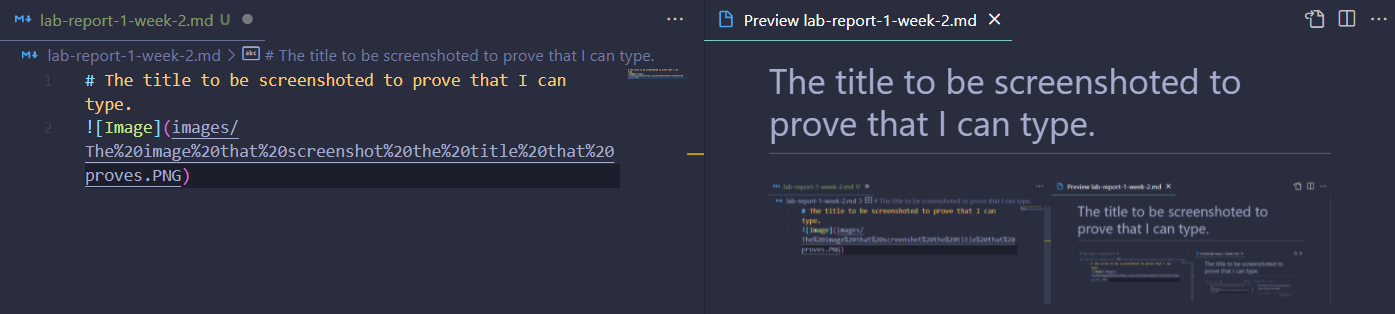 lab-report-1-week-2.md U
lab-report-1-week-2.md > abc # The title to be screenshoted to prove that I can type.
1 # The title to be screenshoted to prove that I can
type.
2 ![Image](images/
The%20image%20that%20screenshot%20the%20title%20that%20
proves.PNG)
Preview lab-report-1-week-2.md
The title to be screenshoted to
prove that I can type.
lab-report-1-week-2.md U
lab-report-1-week-2.md > # The title to be screenshoted to prove that I can type.
# The title to be screenshoted to prove that I can
type.
![Image](images/
The%20image%20that%20screenshot%20the%20title%20that%20
proves.PNG)
Preview lab-report-1-week-2.md
The title to be screenshoted to
prove that I can type.
The title to be screenshoted to
prove that I can type.